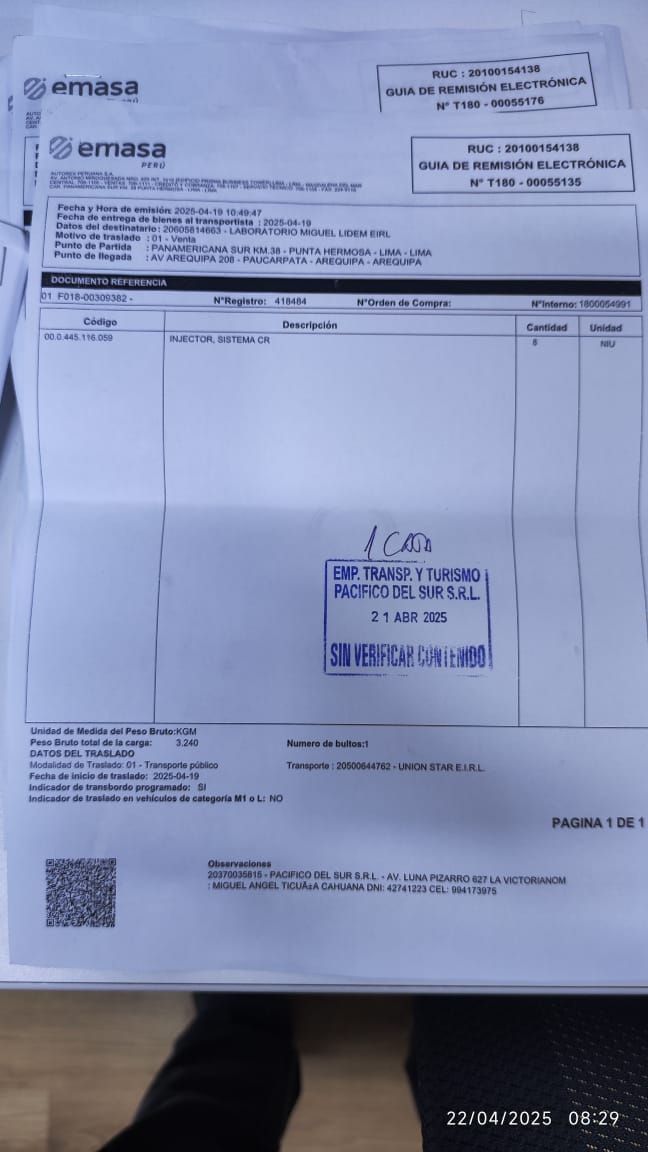 emasa
RUC : 20100154138
GUIA DE REMISIÓN ELECTRÓNICA
N° T180 - 00055176
emasa
PERÚ
AUTOREX PERUANA S.A.
RUC : 20100154138
GUIA DE REMISIÓN ELECTRÓNICA
N° T180 - 00055135
Fecha y Hora de emisión: 2025-04-19 10:49:47
Fecha de entrega de bienes al transportista : 2025-04-19
Datos del destinatario: 20605814663 - LABORATORIO MIGUEL LIDEM EIRL
Motivo de traslado : 01 - Venta
Punto de Partida : PANAMERICANA SUR KM.38 - PUNTA HERMOSA - LIMA - LIMA
Punto de llegada : AV AREQUIPA 208 - PAUCARPATA - AREQUIPA - AREQUIPA
DOCUMENTO REFERENCIA
01 F018-00309382 - N°Registro: 418484 N°Orden de Compra: N°Interno: 1800054991
Código Descripción Cantidad Unidad
00.0.445.116.059 INJECTOR, SISTEMA CR 6 NIU
1
EMP. TRANSP. Y TURISMO
PACIFICO DEL SUR S.R.L.
21 ABR 2025
SIN VERIFICAR CONTENIDO
Unidad de Medida del Peso Bruto:KGM
Peso Bruto total de la carga: 3.240 Numero de bultos:1
DATOS DEL TRASLADO
Modalidad de Traslado: 01 - Transporte público Transporte : 20500644762 - UNION STAR E.I.R.L.
Fecha de inicio de traslado: 2025-04-19
Indicador de transbordo programado: SI
Indicador de traslado en vehículos de categoría M1 o L: NO
PAGINA 1 DE 1
Observaciones
20370035815 - PACIFICO DEL SUR S.R.L. - AV. LUNA PIZARRO 627 LA VICTORIANOM
: MIGUEL ANGEL TICUÃ±A CAHUANA DNI: 42741223 CEL: 994173975
22/04/2025 08:29